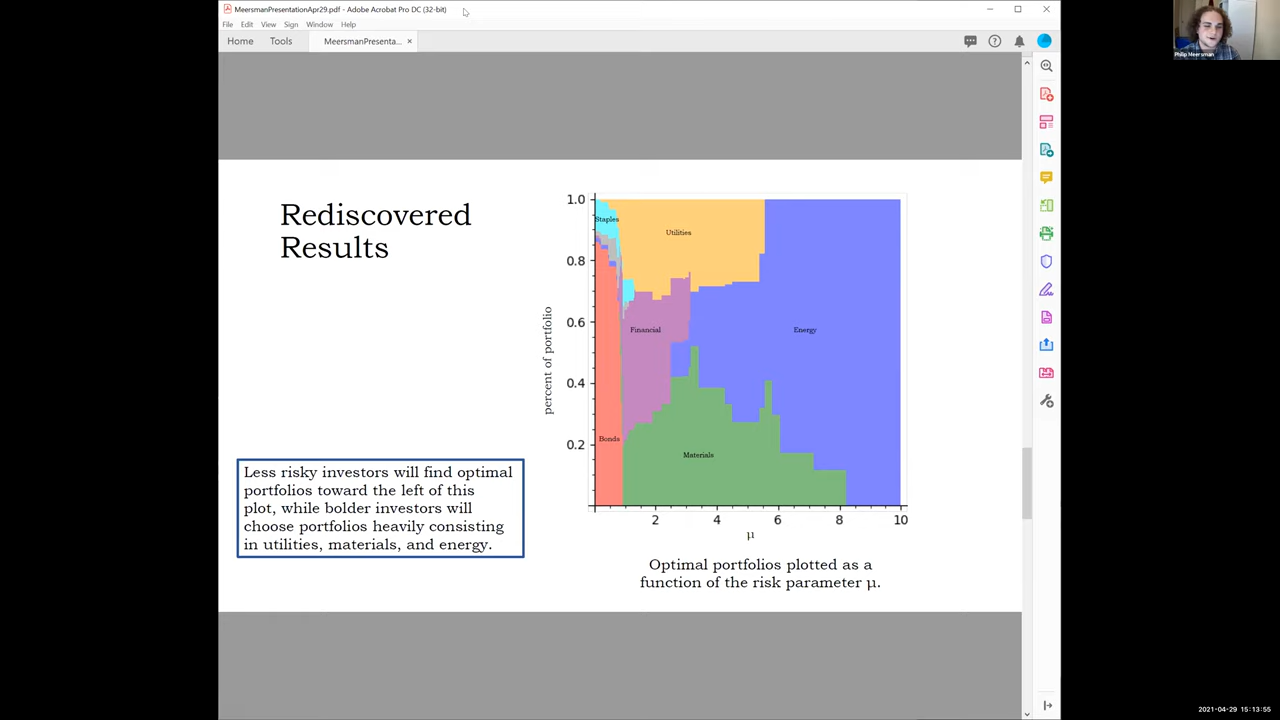 MeersmanPresentationApr29.pdf - Adobe Acrobat Pro DC (32-bit)
File Edit View Sign Window Help
Home Tools MeersmanPresenta... ×
Philip Meersman
Rediscovered
Results
Less risky investors will find optimal
portfolios toward the left of this
plot, while bolder investors will
choose portfolios heavily consisting
in utilities, materials, and energy.
percent of portfolio
1.0
0.8
0.6
0.4
0.2
Staples
Utilities
Financial
Energy
Bonds
Materials
2 4 6 8 10
μ
Optimal portfolios plotted as a
function of the risk parameter μ.
2021-04-29 15:13:55